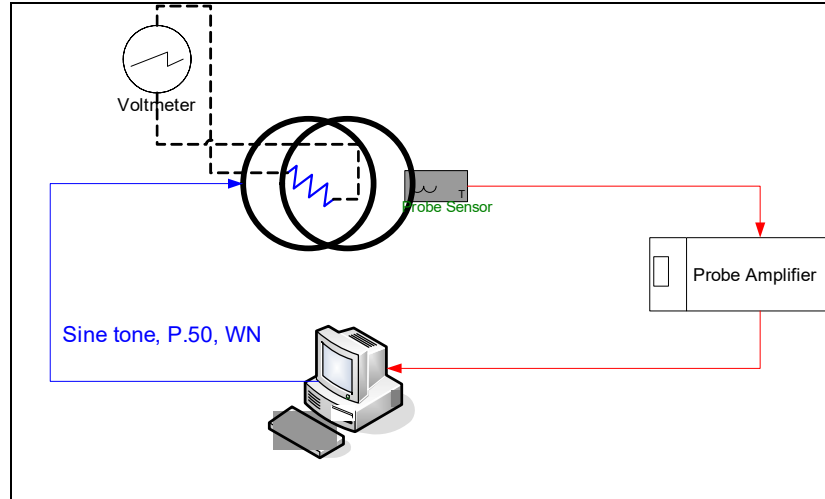 Voltmeter
T
Probe Sensor
Probe Amplifier
Sine tone, P.50, WN